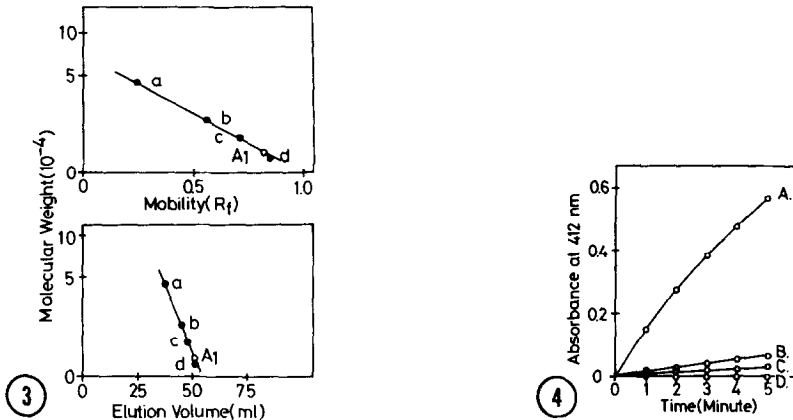 Molecular Weight(10⁻⁴)
10
5
0
a
b
c
A1
d
0
0.5
1.0
Mobility(Rf)
10
5
0
a
b
c
A1
d
0
25
50
75
Elution Volume(ml)
3
Absorbance at 412 nm
0.6
0.4
0.2
0
A.
B.
C.
D.
0
1
2
3
4
5
Time(Minute)
4